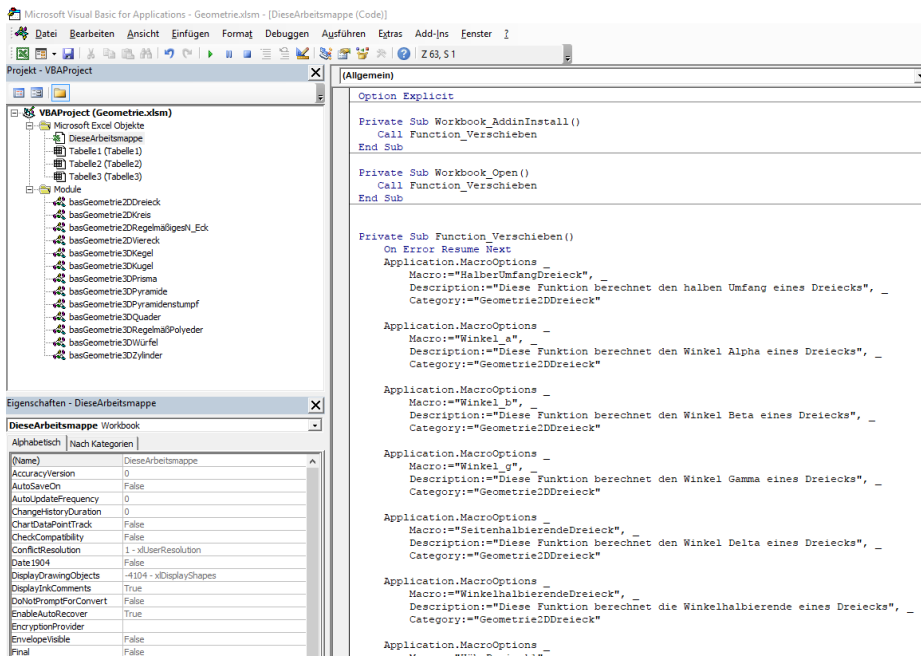 Microsoft Visual Basic for Applications - Geometrie.xlsm - [DieseArbeitsmappe (Code)]
Datei Bearbeiten Ansicht Einfügen Format Debuggen Ausführen Extras Add-Ins Fenster ?
Z 63, S 1
Projekt - VBAProject
VBAProject (Geometrie.xlsm)
Microsoft Excel Objekte
DieseArbeitsmappe
Tabelle1 (Tabelle1)
Tabelle2 (Tabelle2)
Tabelle3 (Tabelle3)
Module
basGeometrie2DDreieck
basGeometrie2DKreis
basGeometrie2DRegelmäßigesN_Eck
basGeometrie2DViereck
basGeometrie3DKegel
basGeometrie3DKugel
basGeometrie3DPrisma
basGeometrie3DPyramide
basGeometrie3DPyramidenstumpf
basGeometrie3DQuader
basGeometrie3DRegelmäßPolyeder
basGeometrie3DWürfel
basGeometrie3DZylinder
Eigenschaften - DieseArbeitsmappe
DieseArbeitsmappe Workbook
Alphabetisch Nach Kategorien
(Name) DieseArbeitsmappe
AccuracyVersion 0
AutoSaveOn False
AutoUpdateFrequency 0
ChangeHistoryDuration 0
ChartDataPointTrack False
CheckCompatibility False
ConflictResolution 1 - xlUserResolution
Date1904 False
DisplayDrawingObjects -4104 - xlDisplayShapes
DisplayInkComments True
DoNotPromptForConvert False
EnableAutoRecover True
EncryptionProvider
EnvelopeVisible False
Final False
(Allgemein)
Option Explicit
Private Sub Workbook_AddinInstall()
Call Function_Verschieben
End Sub
Private Sub Workbook_Open()
Call Function_Verschieben
End Sub
Private Sub Function_Verschieben()
On Error Resume Next
Application.MacroOptions _
Macro:="HalberUmfangDreieck", _
Description:="Diese Funktion berechnet den halben Umfang eines Dreiecks", _
Category:="Geometrie2DDreieck"
Application.MacroOptions _
Macro:="Winkel_a", _
Description:="Diese Funktion berechnet den Winkel Alpha eines Dreiecks", _
Category:="Geometrie2DDreieck"
Application.MacroOptions _
Macro:="Winkel_b", _
Description:="Diese Funktion berechnet den Winkel Beta eines Dreiecks", _
Category:="Geometrie2DDreieck"
Application.MacroOptions _
Macro:="Winkel_g", _
Description:="Diese Funktion berechnet den Winkel Gamma eines Dreiecks", _
Category:="Geometrie2DDreieck"
Application.MacroOptions _
Macro:="SeitenhalbierendeDreieck", _
Description:="Diese Funktion berechnet den Winkel Delta eines Dreiecks", _
Category:="Geometrie2DDreieck"
Application.MacroOptions _
Macro:="WinkelhalbierendeDreieck", _
Description:="Diese Funktion berechnet die Winkelhalbierende eines Dreiecks", _
Category:="Geometrie2DDreieck"
Application.MacroOptions _